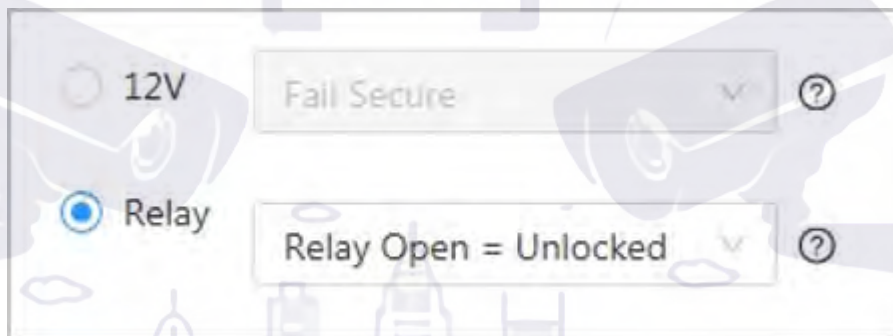 12V Fail Secure ?
Relay Relay Open = Unlocked ?